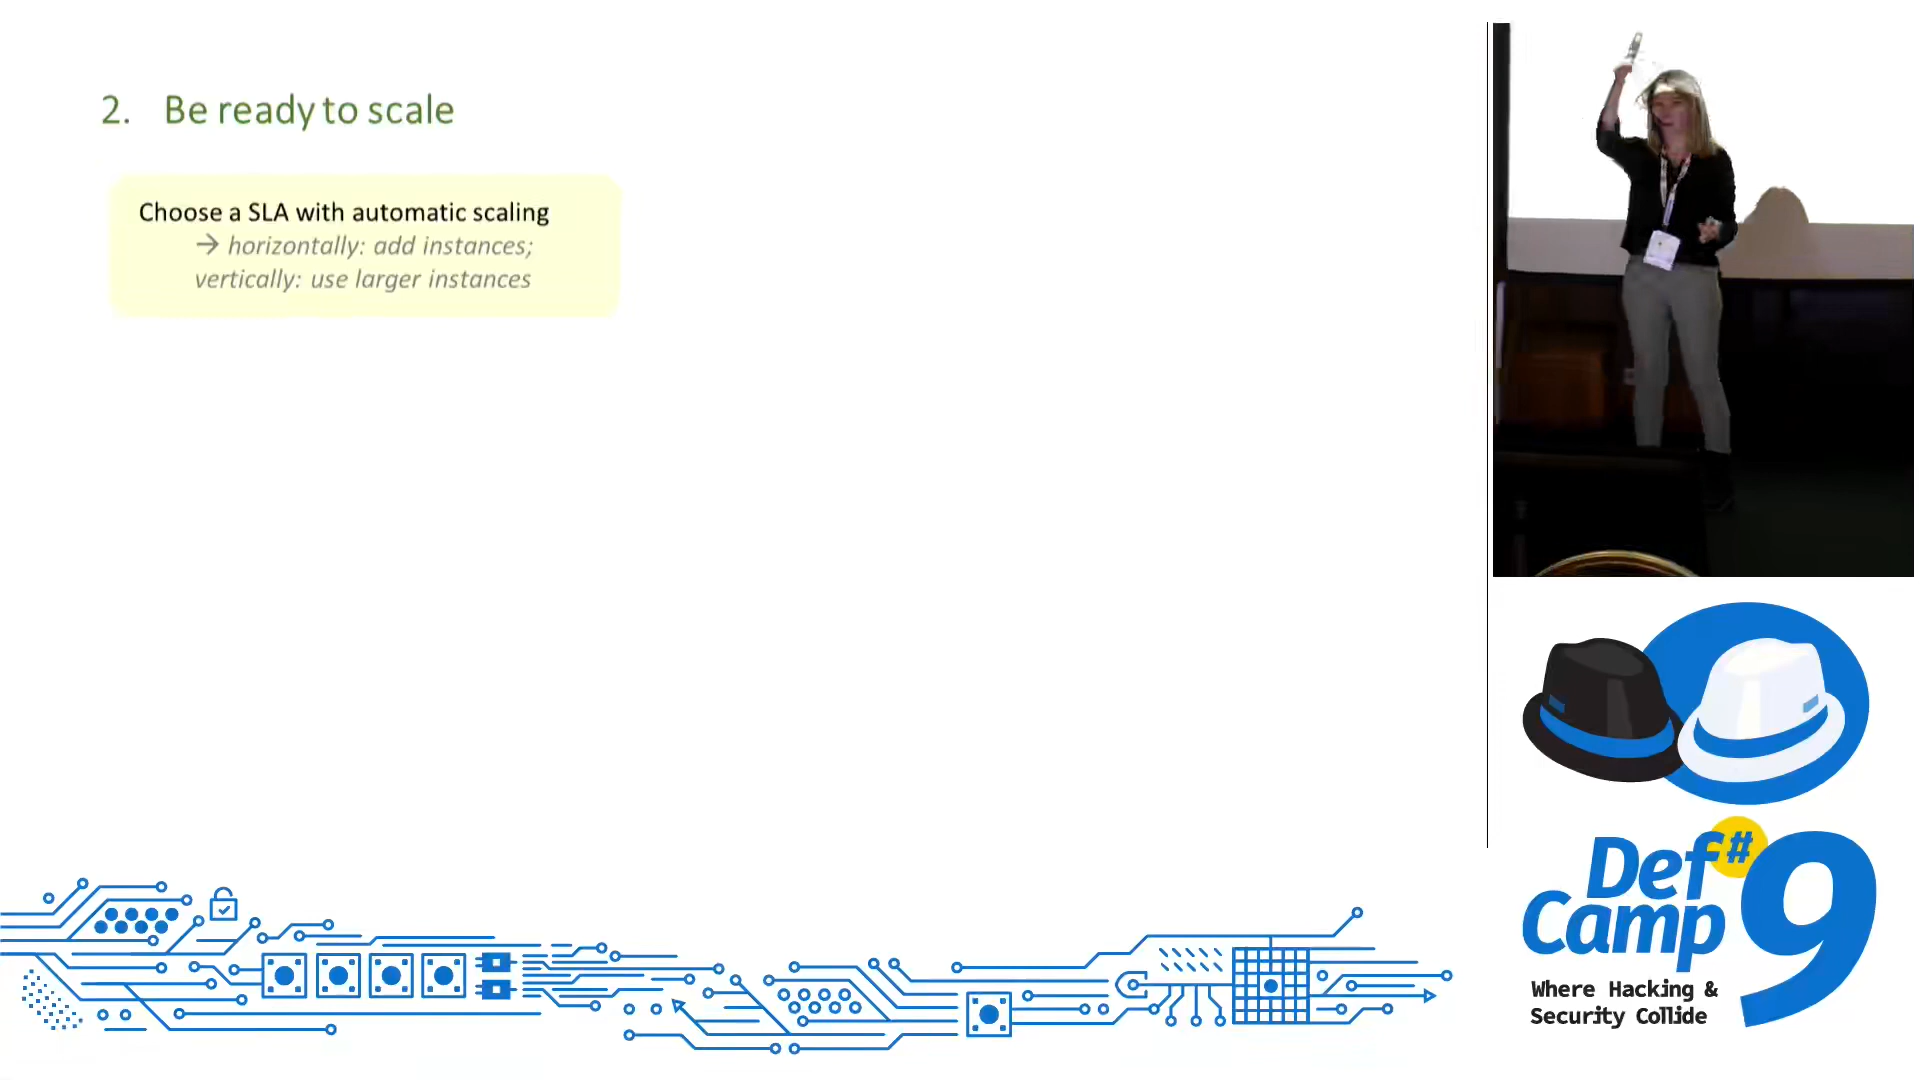 2. Be ready to scale
Choose a SLA with automatic scaling
→ horizontally: add instances;
vertically: use larger instances
Def#
Camp 9
Where Hacking &
Security Collide